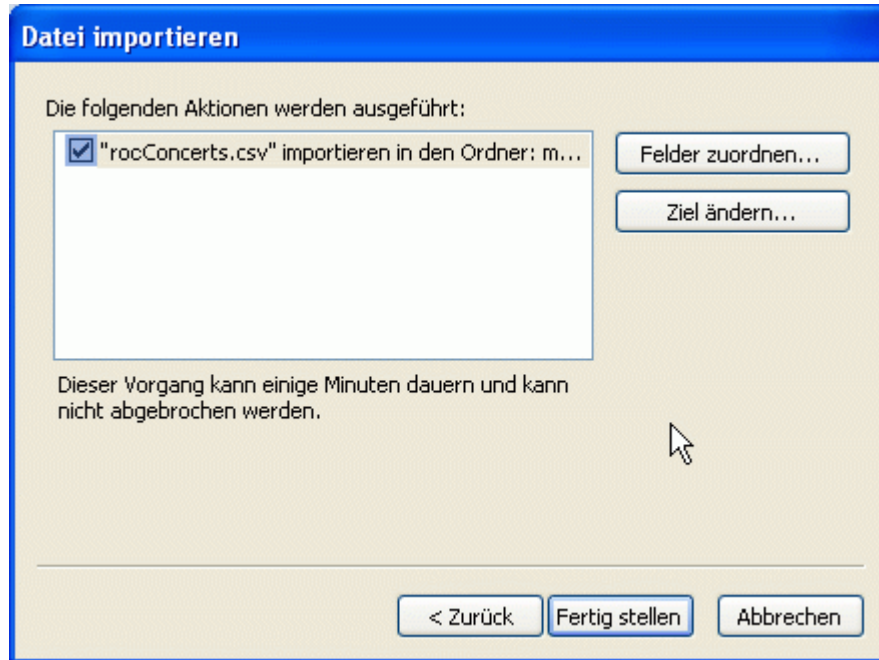 Datei importieren
Die folgenden Aktionen werden ausgeführt:
"rocConcerts.csv" importieren in den Ordner: m...
Felder zuordnen...
Ziel ändern...
Dieser Vorgang kann einige Minuten dauern und kann
nicht abgebrochen werden.
< Zurück
Fertig stellen
Abbrechen